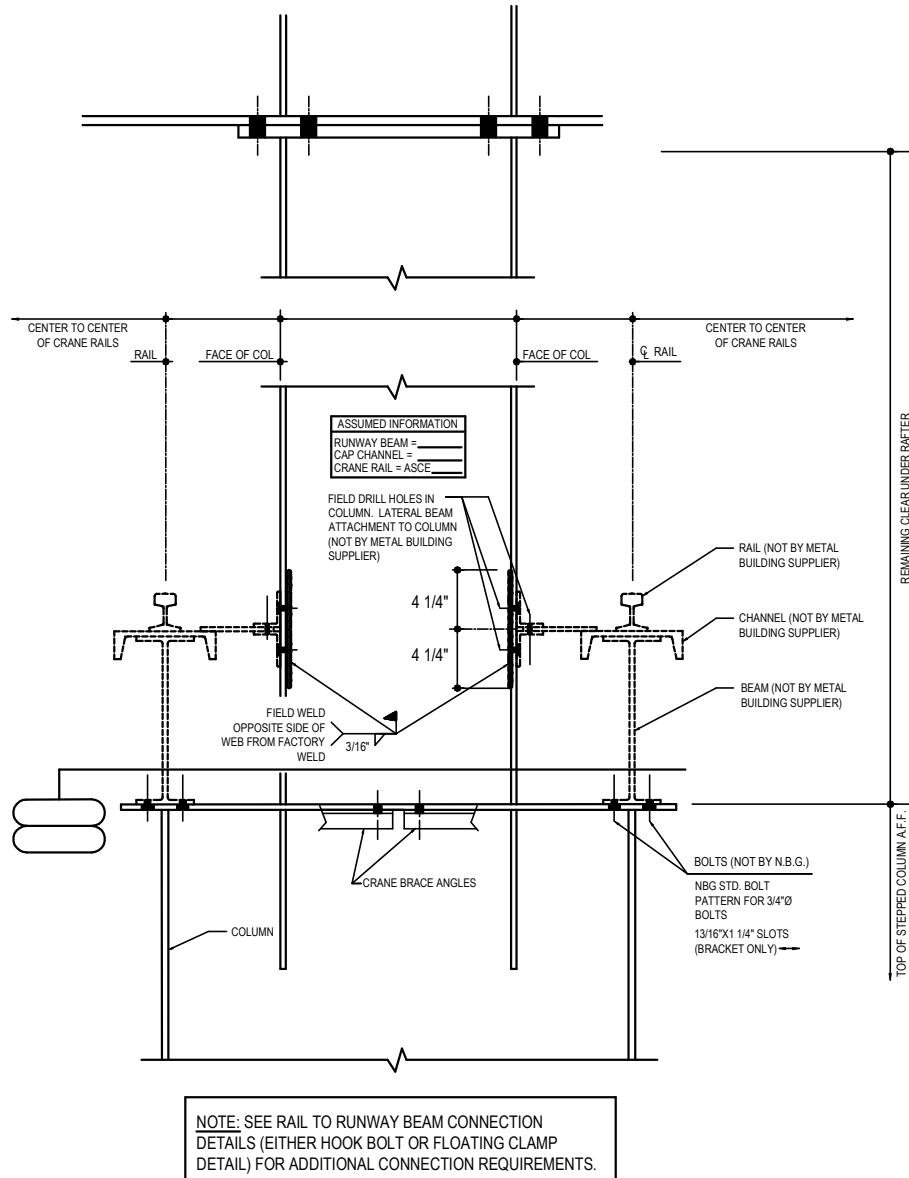 CENTER TO CENTER
OF CRANE RAILS
RAIL
FACE OF COL
FACE OF COL
℄ RAIL
CENTER TO CENTER
OF CRANE RAILS
ASSUMED INFORMATION
RUNWAY BEAM =
CAP CHANNEL =
CRANE RAIL = ASCE
FIELD DRILL HOLES IN
COLUMN. LATERAL BEAM
ATTACHMENT TO COLUMN
(NOT BY METAL BUILDING
SUPPLIER)
REMAINING CLEAR UNDER RAFTER
RAIL (NOT BY METAL
BUILDING SUPPLIER)
4 1/4"
CHANNEL (NOT BY METAL
BUILDING SUPPLIER)
4 1/4"
BEAM (NOT BY METAL
BUILDING SUPPLIER)
FIELD WELD
OPPOSITE SIDE OF
WEB FROM FACTORY
WELD
3/16"
CRANE BRACE ANGLES
BOLTS (NOT BY N.B.G.)
NBG STD. BOLT
PATTERN FOR 3/4"Ø
BOLTS
13/16"X1 1/4" SLOTS
(BRACKET ONLY)
TOP OF STEPPED COLUMN A.F.F.
COLUMN
NOTE: SEE RAIL TO RUNWAY BEAM CONNECTION
DETAILS (EITHER HOOK BOLT OR FLOATING CLAMP
DETAIL) FOR ADDITIONAL CONNECTION REQUIREMENTS.